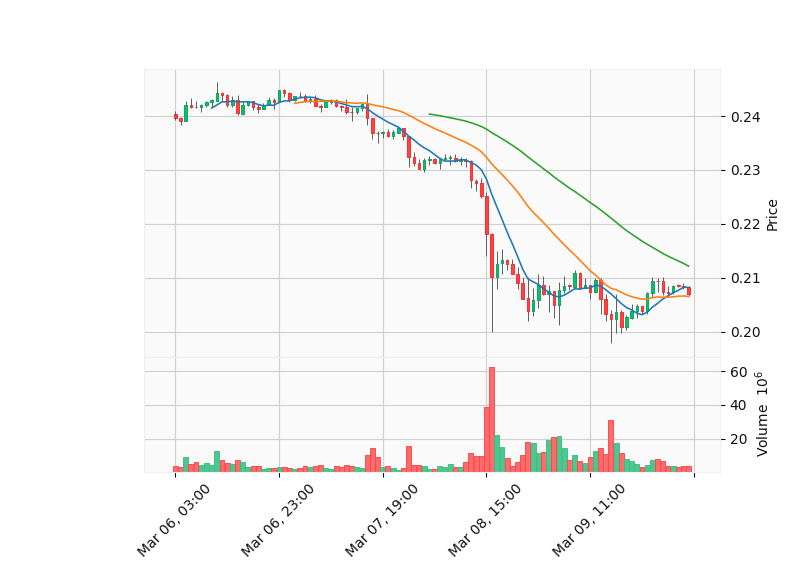 0.24
0.23
0.22
0.21
0.20
Price
60
40
20
Volume 10^6
Mar 06, 03:00
Mar 06, 23:00
Mar 07, 19:00
Mar 08, 15:00
Mar 09, 11:00